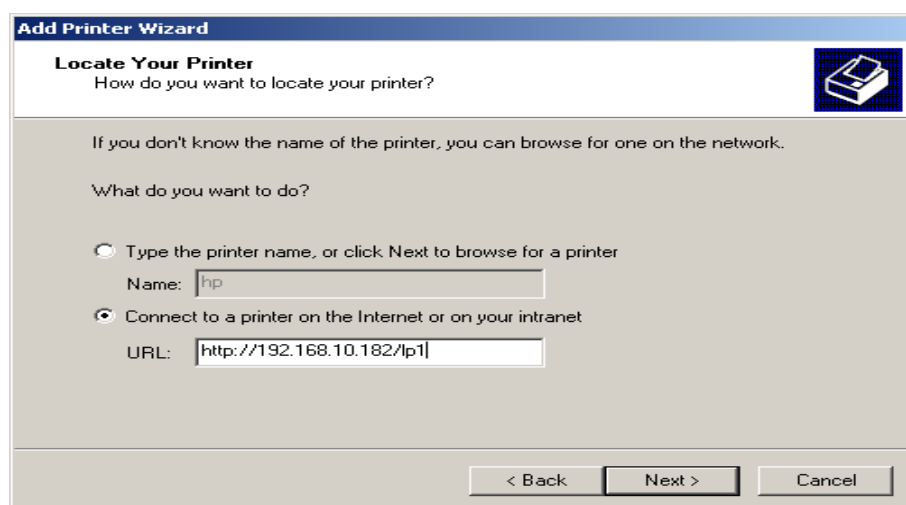 Add Printer Wizard
Locate Your Printer
How do you want to locate your printer?
If you don't know the name of the printer, you can browse for one on the network.
What do you want to do?
Type the printer name, or click Next to browse for a printer
Name: hp
Connect to a printer on the Internet or on your intranet
URL: http://192.168.10.182/lp1
< Back Next > Cancel